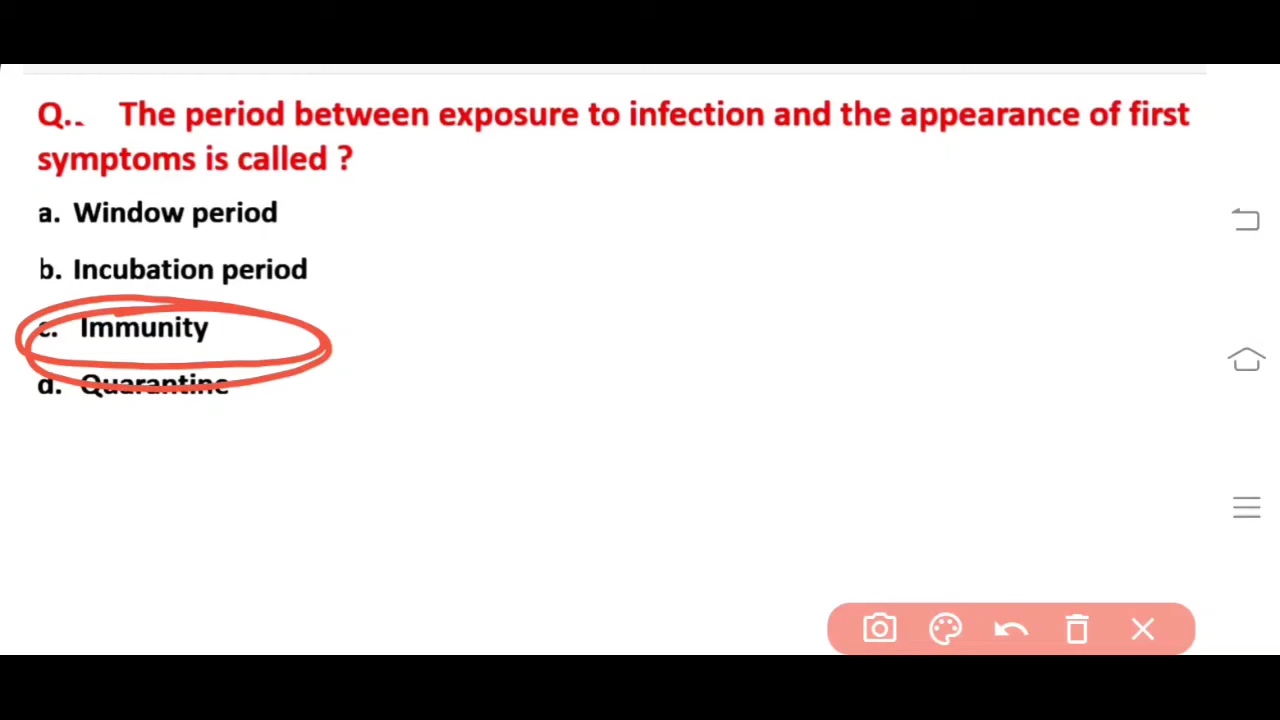 Q.. The period between exposure to infection and the appearance of first
symptoms is called ?
a. Window period
b. Incubation period
c. Immunity
d. Quarantine